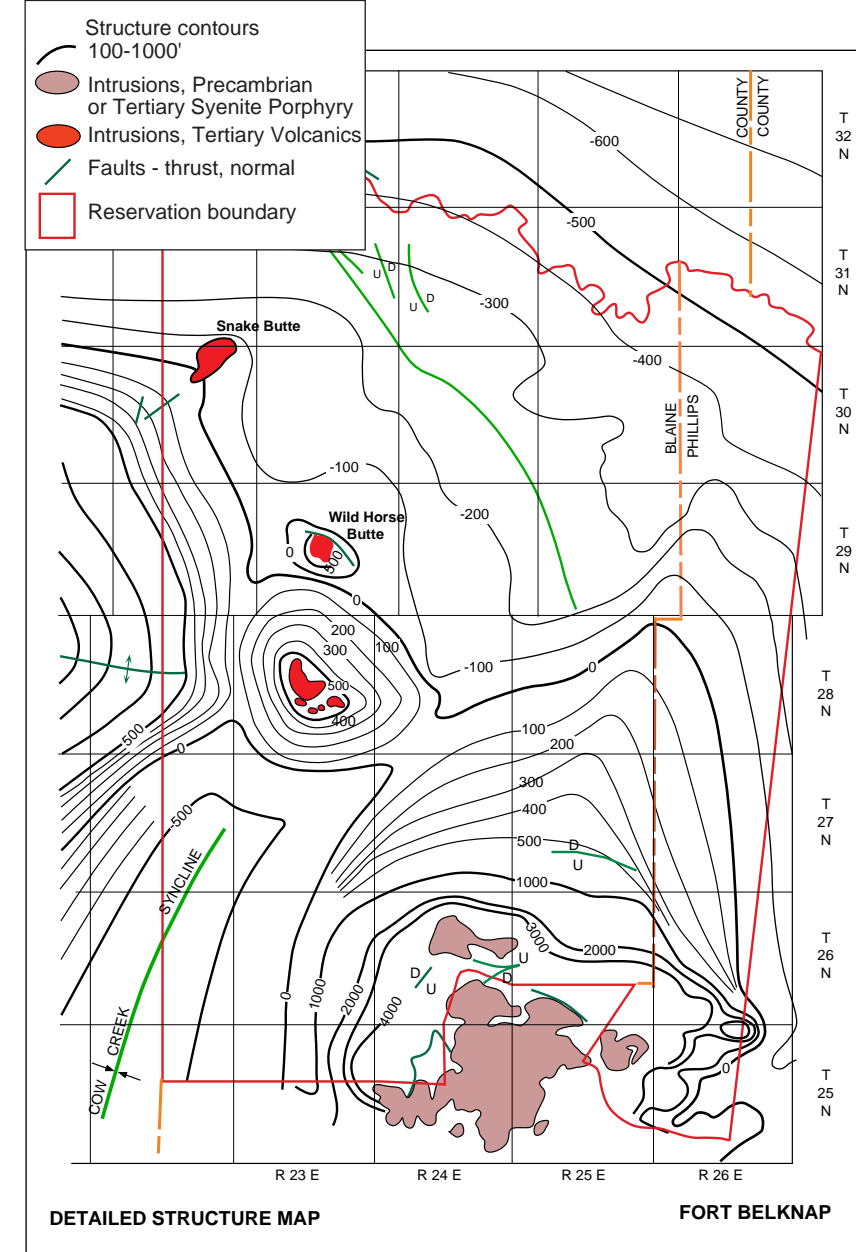 Structure contours
100-1000'
Intrusions, Precambrian
or Tertiary Syenite Porphyry
Intrusions, Tertiary Volcanics
Faults - thrust, normal
Reservation boundary
COUNTY
COUNTY
T
32
N
-600
-500
T
31
N
U D
U D
-300
Snake Butte
-400
T
30
N
BLAINE
PHILLIPS
-100
-200
Wild Horse
Butte
0
500
T
29
N
0
200
300
100
-100
0
500
400
T
28
N
500
0
100
200
300
400
500
-500
T
27
N
D
U
SYNCLINE
1000
3000
2000
T
26
N
U
D
D
U
0
1000
2000
4000
CREEK
COW
0
T
25
N
R 23 E
R 24 E
R 25 E
R 26 E
DETAILED STRUCTURE MAP
FORT BELKNAP